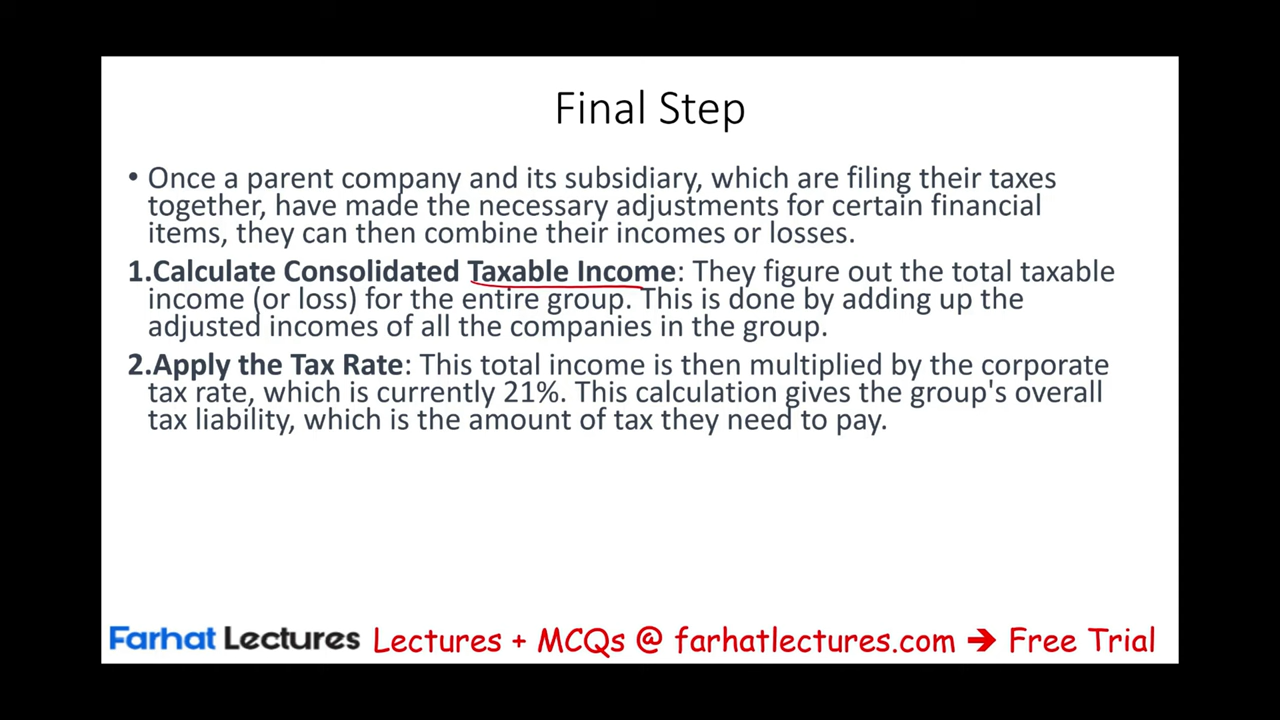 Final Step
• Once a parent company and its subsidiary, which are filing their taxes
together, have made the necessary adjustments for certain financial
items, they can then combine their incomes or losses.
1.Calculate Consolidated Taxable Income: They figure out the total taxable
income (or loss) for the entire group. This is done by adding up the
adjusted incomes of all the companies in the group.
2.Apply the Tax Rate: This total income is then multiplied by the corporate
tax rate, which is currently 21%. This calculation gives the group's overall
tax liability, which is the amount of tax they need to pay.
Farhat Lectures Lectures + MCQs @ farhatlectures.com ➔ Free Trial